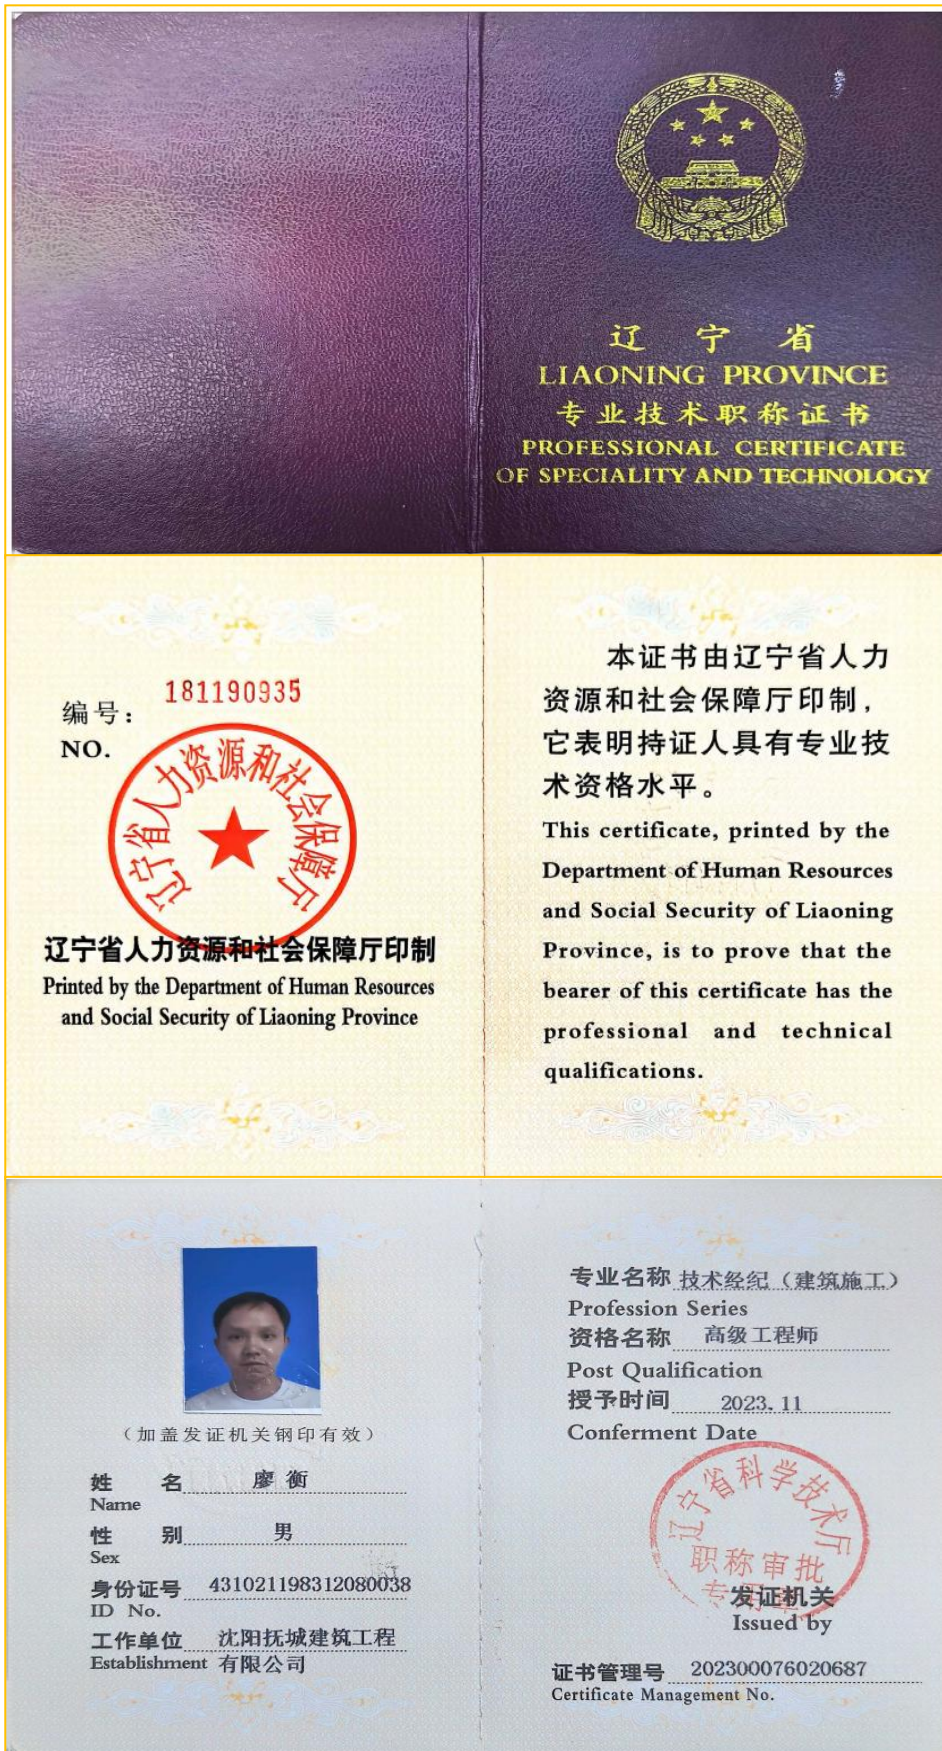 辽宁省
LIAONING PROVINCE
专业技术职称证书
PROFESSIONAL CERTIFICATE
OF SPECIALITY AND TECHNOLOGY
编号：181190935
NO.
辽宁省人力资源和社会保障厅
辽宁省人力资源和社会保障厅印制
Printed by the Department of Human Resources
and Social Security of Liaoning Province
本证书由辽宁省人力
资源和社会保障厅印制，
它表明持证人具有专业技
术资格水平。
This certificate, printed by the
Department of Human Resources
and Social Security of Liaoning
Province, is to prove that the
bearer of this certificate has the
professional and technical
qualifications.
（加盖发证机关钢印有效）
姓 名 廖衡
Name
性 别 男
Sex
身份证号 431021198312080038
ID No.
工作单位 沈阳抚城建筑工程
Establishment 有限公司
专业名称 技术经纪（建筑施工）
Profession Series
资格名称 高级工程师
Post Qualification
授予时间 2023.11
Conferment Date
辽宁省科学技术厅
职称审批
专用章
发证机关
Issued by
证书管理号 202300076020687
Certificate Management No.